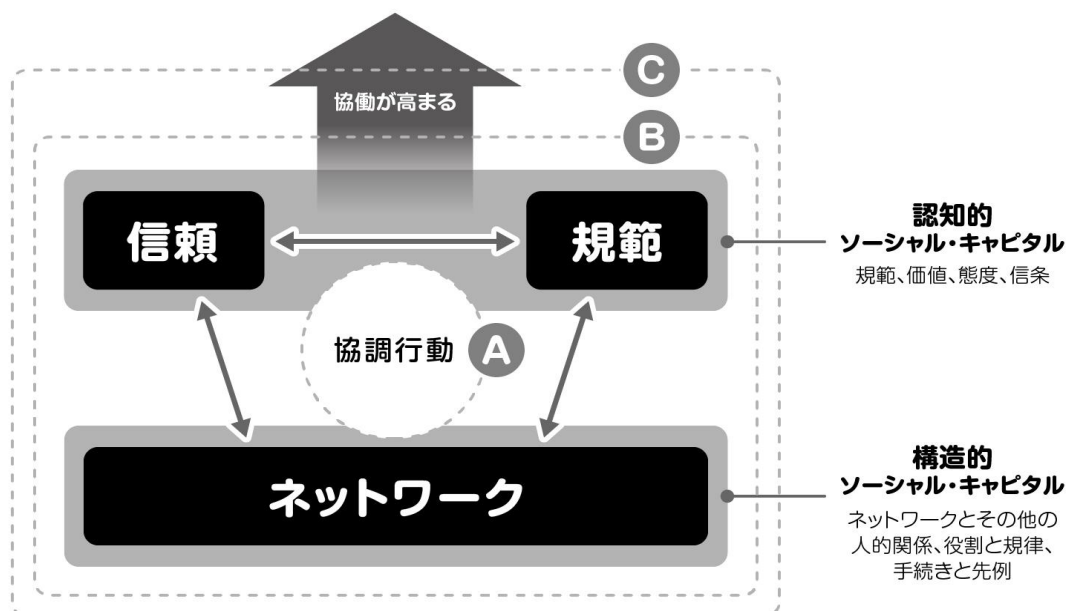 C
協働が高まる
B
信頼
規範
認知的
ソーシャル・キャピタル
規範、価値、態度、信条
協調行動 A
ネットワーク
構造的
ソーシャル・キャピタル
ネットワークとその他の
人的関係、役割と規律、
手続きと先例